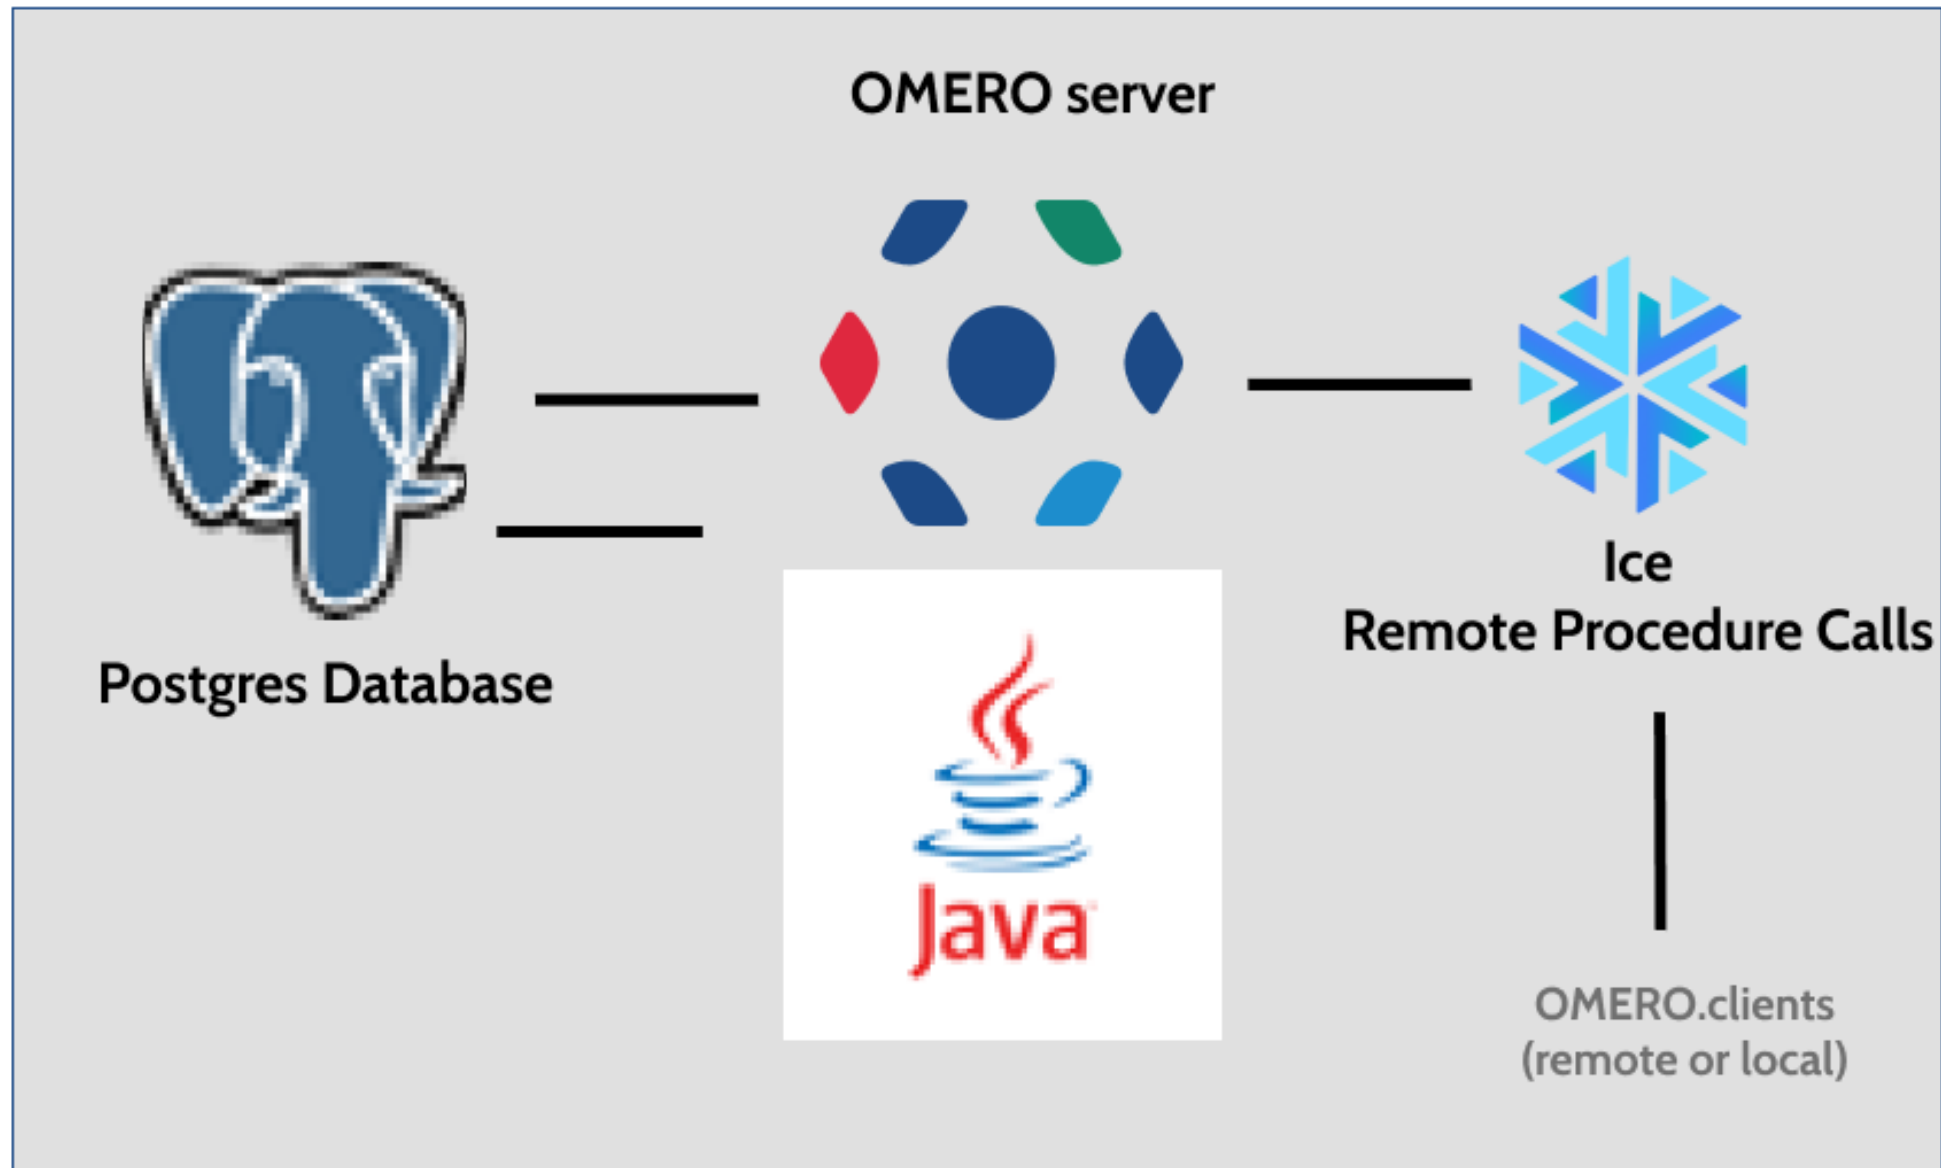 OMERO server
Postgres Database
Java
Ice
Remote Procedure Calls
OMERO.clients
(remote or local)